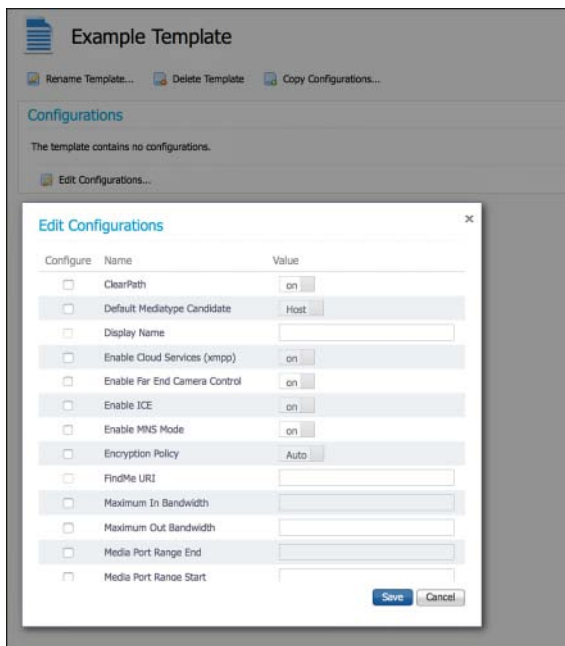 Example Template
Rename Template... Delete Template Copy Configurations...
Configurations
The template contains no configurations.
Edit Configurations...
Edit Configurations ×
Configure Name Value
ClearPath on
Default Mediatype Candidate Host
Display Name
Enable Cloud Services (xmpp) on
Enable Far End Camera Control on
Enable ICE on
Enable MNS Mode on
Encryption Policy Auto
FindMe URI
Maximum In Bandwidth
Maximum Out Bandwidth
Media Port Range End
Media Port Range Start
Save Cancel